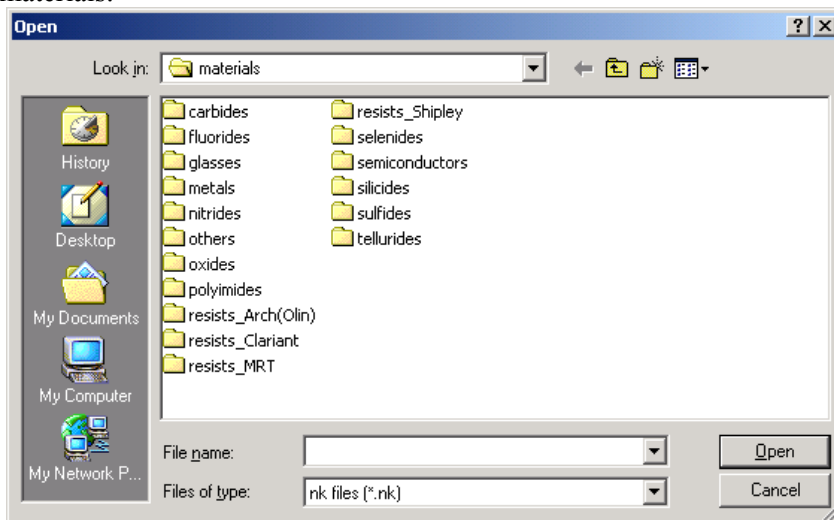 materials.
Open
Look in:
materials
carbides
fluorides
glasses
metals
nitrides
others
oxides
polyimides
resists_Arch(Olin)
resists_Clariant
resists_MRT
resists_Shipley
selenides
semiconductors
silicides
sulfides
tellurides
History
Desktop
My Documents
My Computer
My Network P...
File name:
Open
Files of type:
nk files (*.nk)
Cancel